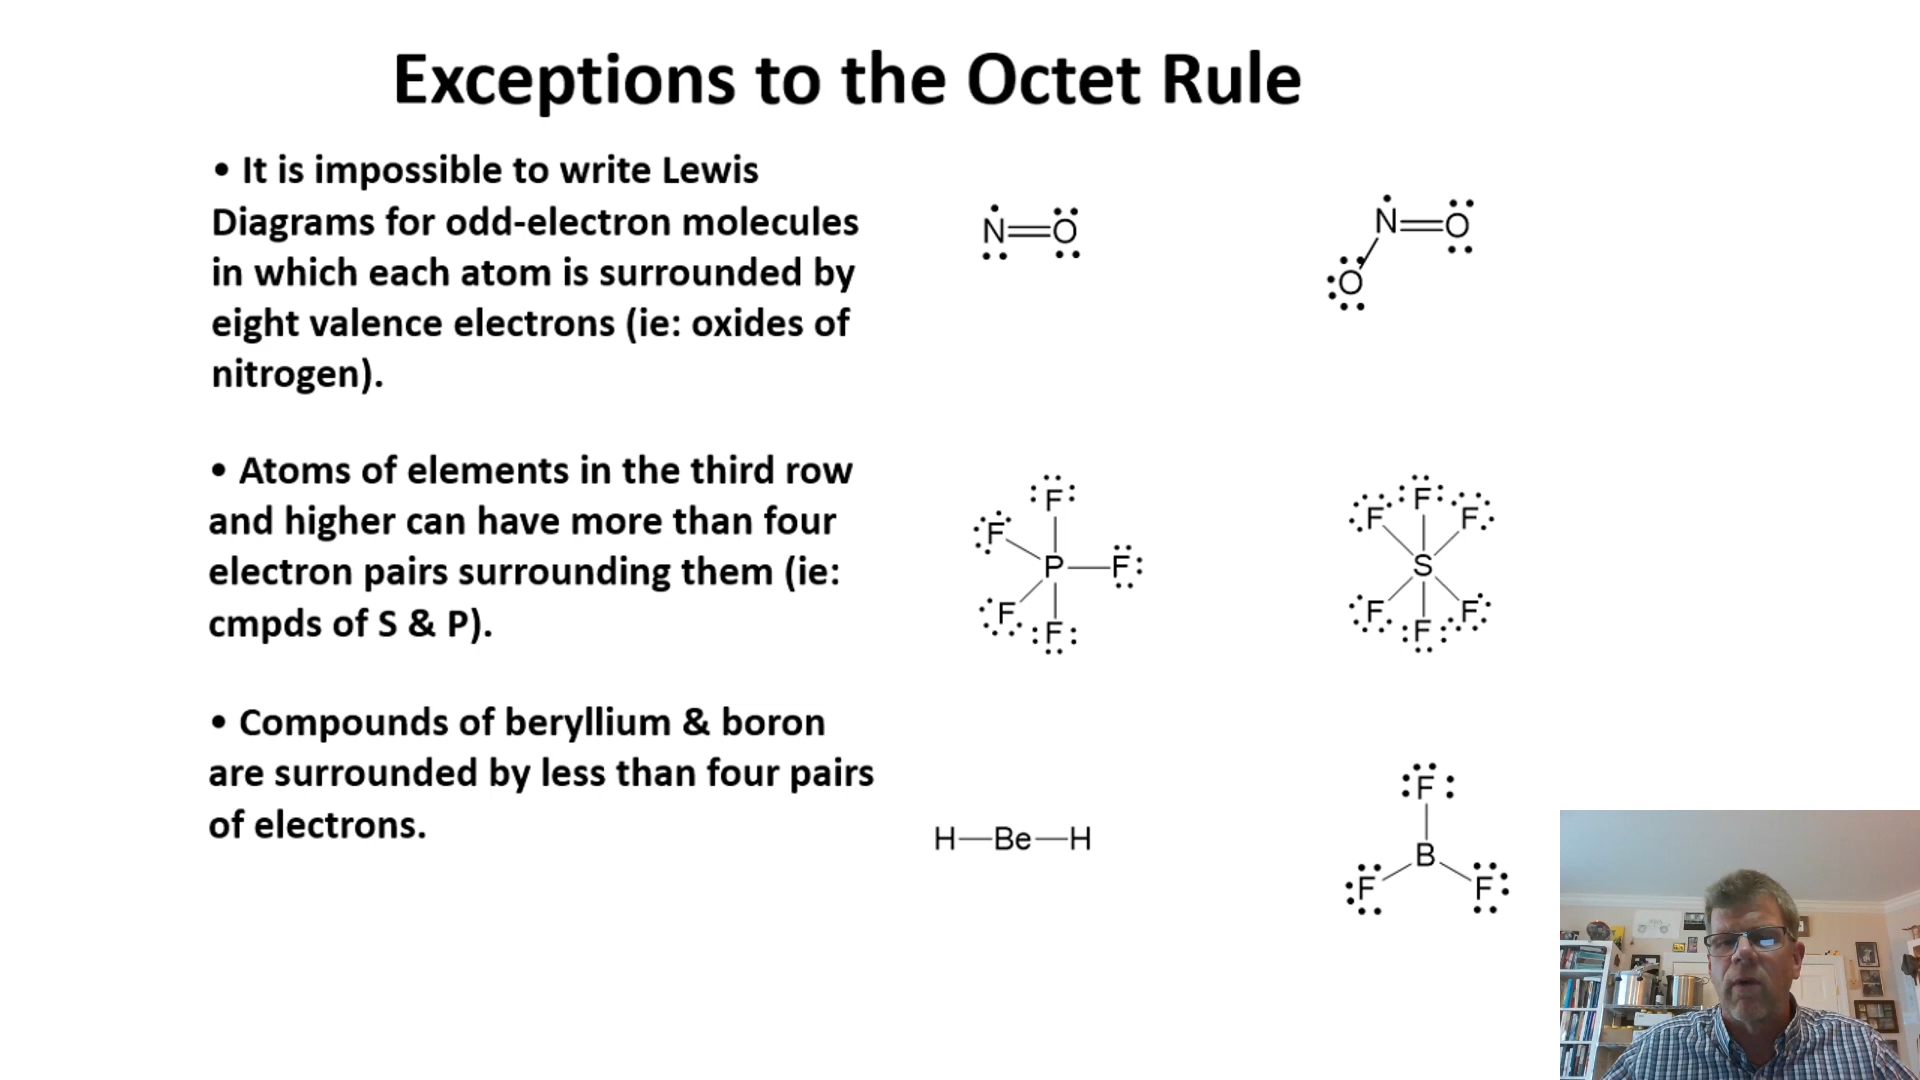 Exceptions to the Octet Rule
• It is impossible to write Lewis
Diagrams for odd-electron molecules
in which each atom is surrounded by
eight valence electrons (ie: oxides of
nitrogen).
N=O
N=O
O
• Atoms of elements in the third row
and higher can have more than four
electron pairs surrounding them (ie:
cmpds of S & P).
F
F
P—F
F
F
F
F
F
S
F
F
F
• Compounds of beryllium & boron
are surrounded by less than four pairs
of electrons.
H—Be—H
F
B
F
F